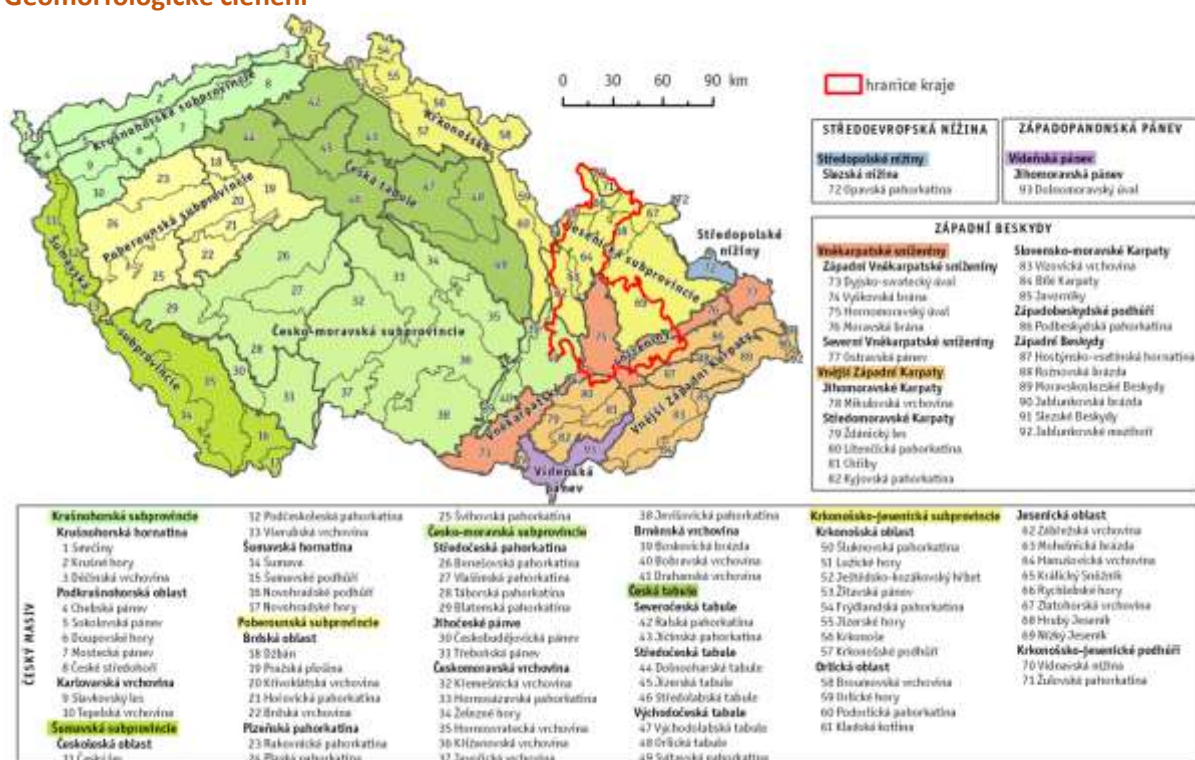 Geomorfologické členění
0 30 60 90 km
hranice kraje
STŘEDOEVROPSKÁ NÍŽINA
Středopolské nížiny
Slezská nížina
72 Opavská pahorkatina
ZÁPADOPANONSKÁ PÁNEV
Vídeňská pánev
Jihomoravská pánev
93 Dolnomoravský úval
ZÁPADNÍ BESKYDY
Vněkarpatské sníženiny
Západní Vněkarpatské sníženiny
73 Dyjsko-svratecký úval
74 Vyškovská brána
75 Hornomoravský úval
76 Moravská brána
Severní Vněkarpatské sníženiny
77 Ostravská pánev
Vnější Západní Karpaty
Jihomoravské Karpaty
78 Mikulovská vrchovina
Středomoravské Karpaty
79 Ždánický les
80 Litenčická pahorkatina
81 Chřiby
82 Kyjovská pahorkatina
Slovensko-moravské Karpaty
83 Vizovická vrchovina
84 Bílé Karpaty
85 Javorníky
Západobeskydské podhůří
86 Podbeskydská pahorkatina
Západní Beskydy
87 Hostýnsko-vsetínská hornatina
88 Rožnovská brázda
89 Moravskoslezské Beskydy
90 Jablunkovská brázda
91 Slezské Beskydy
92 Jablunkovské mezihoří
Krušnohorská subprovincie
Poberounská subprovincie
Šumavská subprovincie
Česká tabule
Česko-moravská subprovincie
Krkonošsko
Jesenická subprovincie
Středopolské nížiny
Vněkarpatské sníženiny
Vnější Západní Karpaty
Vídeňská pánev
ČESKÝ MASIV
Krušnohorská subprovincie
Krušnohorská hornatina
1 Smrčiny
2 Krušné hory
3 Děčínská vrchovina
Podkrušnohorská oblast
4 Chebská pánev
5 Sokolovská pánev
6 Doupovské hory
7 Mostecká pánev
8 České středohoří
Karlovarská vrchovina
9 Slavkovský les
10 Tepelská vrchovina
Šumavská subprovincie
Českoleská oblast
11 Český les
12 Podčeskoleská pahorkatina
13 Všerubská vrchovina
Šumavská hornatina
14 Šumava
15 Šumavské podhůří
16 Novohradské podhůří
17 Novohradské hory
Poberounská subprovincie
Brdská oblast
18 Džbán
19 Pražská plošina
20 Křivoklátská vrchovina
21 Hořovická pahorkatina
22 Brdská vrchovina
Plzeňská pahorkatina
23 Rakovnická pahorkatina
24 Plaská pahorkatina
25 Švihovská pahorkatina
Česko-moravská subprovincie
Středočeská pahorkatina
26 Benešovská pahorkatina
27 Vlašimská pahorkatina
28 Táborská pahorkatina
29 Blatenská pahorkatina
Jihočeské pánve
30 Českobudějovická pánev
31 Třeboňská pánev
Českomoravská vrchovina
32 Křemešnická vrchovina
33 Hornosázavská pahorkatina
34 Železné hory
35 Hornosvratecká vrchovina
36 Křižanovská vrchovina
37 Javořická vrchovina
38 Jevišovická pahorkatina
Brněnská vrchovina
39 Boskovická brázda
40 Bobravská vrchovina
41 Drahanská vrchovina
Česká tabule
Severočeská tabule
42 Ralská pahorkatina
43 Jičínská pahorkatina
Středočeská tabule
44 Dolnooharská tabule
45 Jizerská tabule
46 Středolabská tabule
Východočeská tabule
47 Východolabská tabule
48 Orlická tabule
49 Svitavská pahorkatina
Krkonošsko-jesenická subprovincie
Krkonošská oblast
50 Šluknovská pahorkatina
51 Lužické hory
52 Ještědsko-kozákovský hřbet
53 Žitavská pánev
54 Frýdlantská pahorkatina
55 Jizerské hory
56 Krkonoše
57 Krkonošské podhůří
Orlická oblast
58 Broumovská vrchovina
59 Orlické hory
60 Podorlická pahorkatina
61 Kladská kotlina
Jesenická oblast
62 Zábřežská vrchovina
63 Mohelnická brázda
64 Hanušovická vrchovina
65 Králický Sněžník
66 Rychlebské hory
67 Zlatohorská vrchovina
68 Hrubý Jeseník
69 Nízký Jeseník
Krkonošsko-jesenické podhůří
70 Vidnavská nížina
71 Žulovská pahorkatina